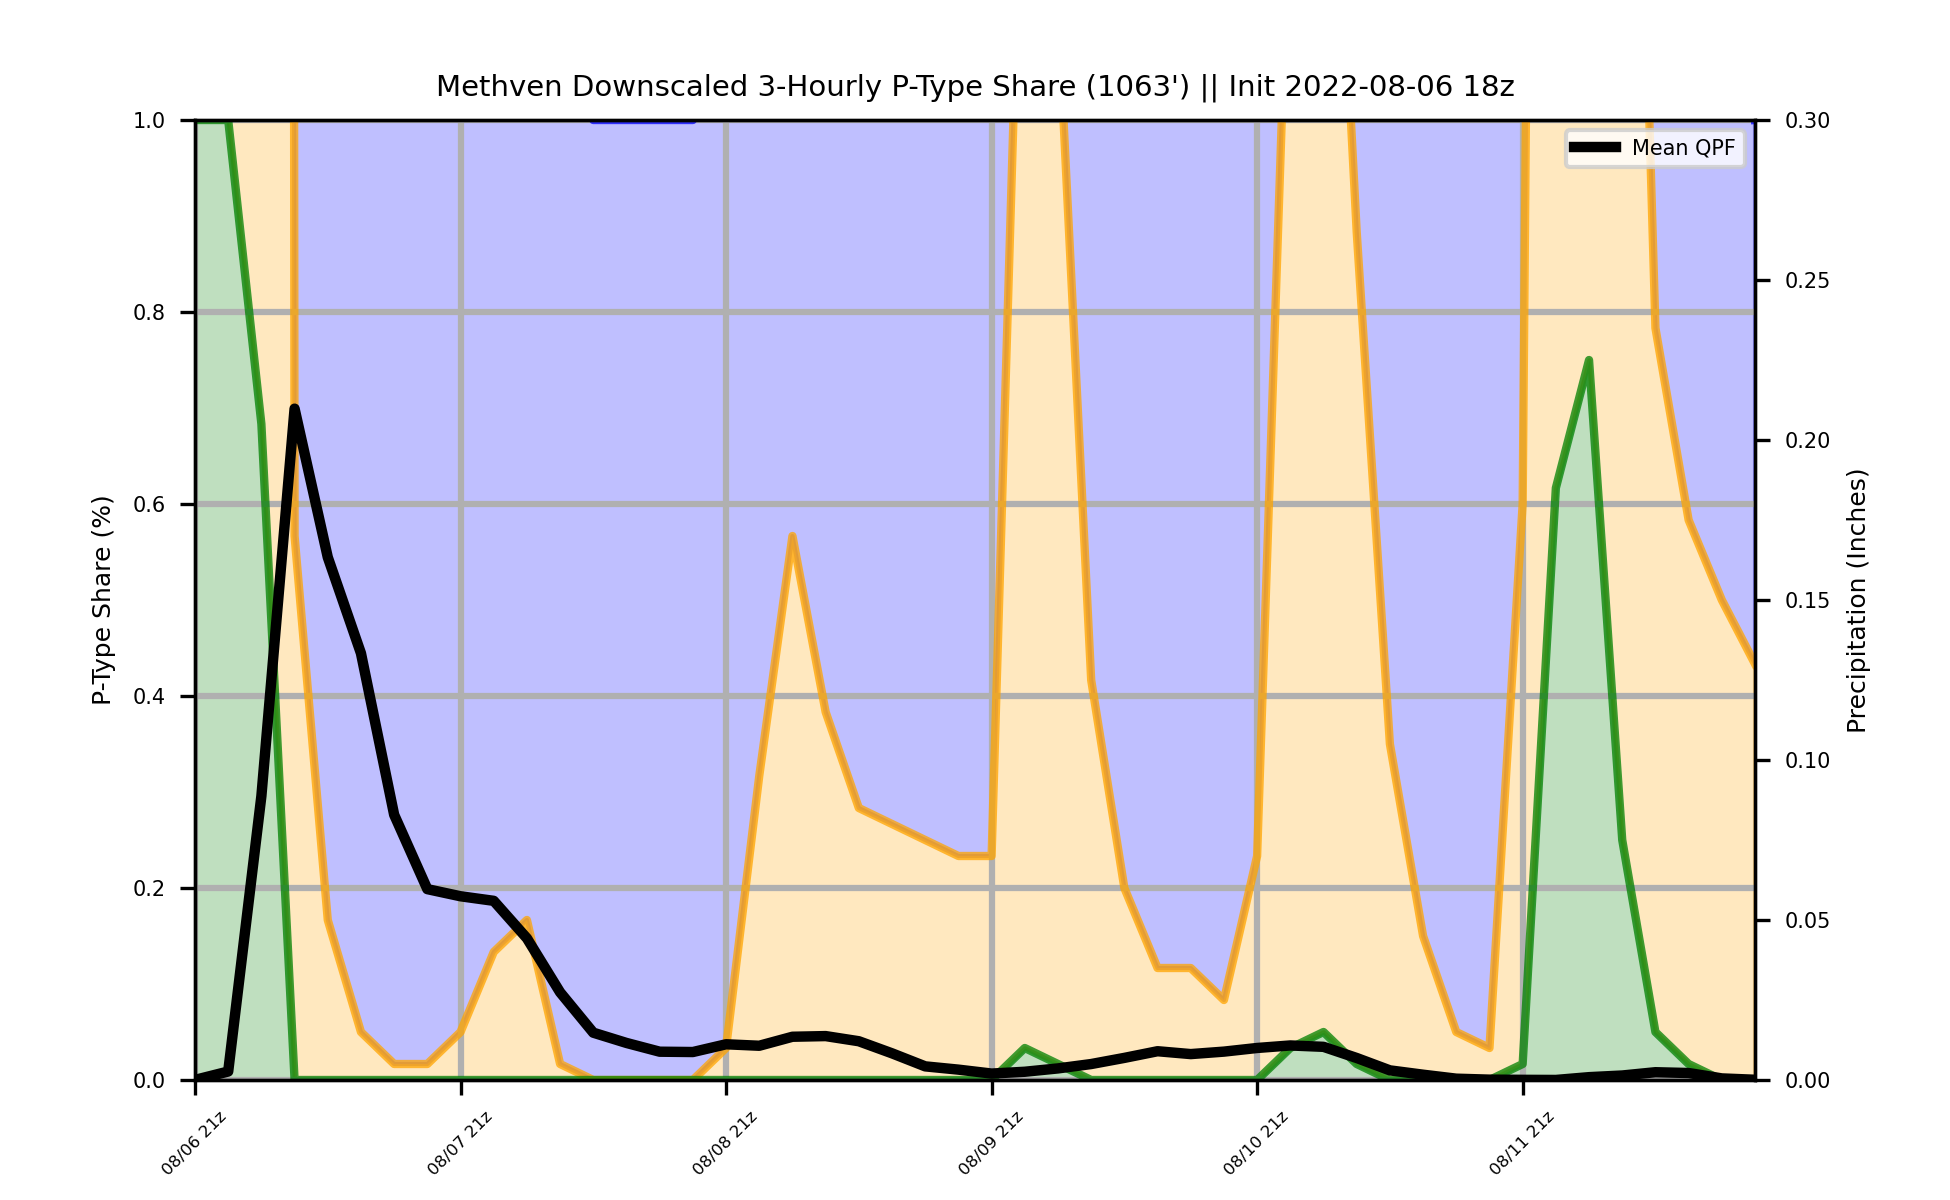 Methven Downscaled 3-Hourly P-Type Share (1063') || Init 2022-08-06 18z
1.0
0.8
0.6
0.4
0.2
0.0
P-Type Share (%)
Mean QPF
0.30
0.25
0.20
0.15
0.10
0.05
0.00
Precipitation (Inches)
08/06 21z
08/07 21z
08/08 21z
08/09 21z
08/10 21z
08/11 21z